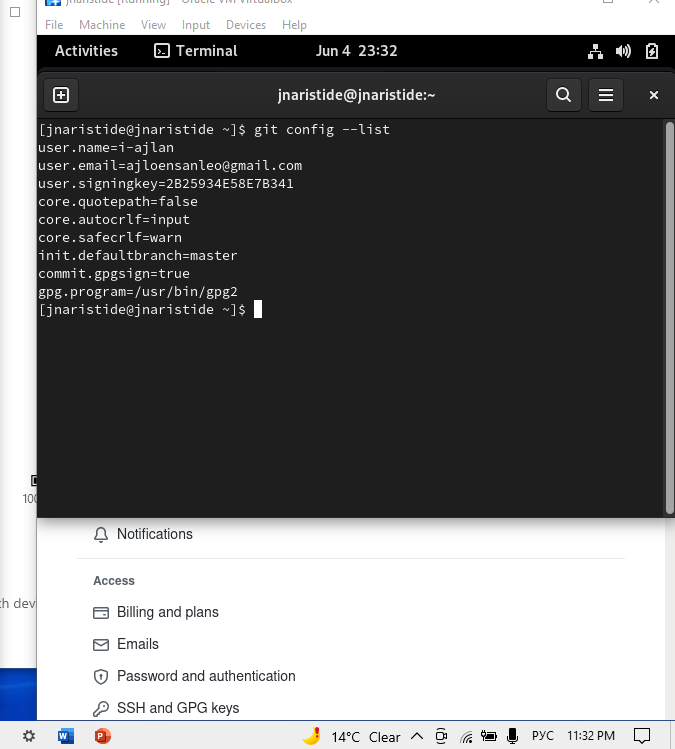 jnaristide [Running] - Oracle VM VirtualBox
File Machine View Input Devices Help
Activities Terminal Jun 4 23:32
jnaristide@jnaristide:~
[jnaristide@jnaristide ~]$ git config --list
user.name=i-ajlan
user.email=ajloensanleo@gmail.com
user.signingkey=2B25934E58E7B341
core.quotepath=false
core.autocrlf=input
core.safecrlf=warn
init.defaultbranch=master
commit.gpgsign=true
gpg.program=/usr/bin/gpg2
[jnaristide@jnaristide ~]$
100
Notifications
Access
th dev
Billing and plans
Emails
Password and authentication
SSH and GPG keys
14°C Clear РУС 11:32 PM